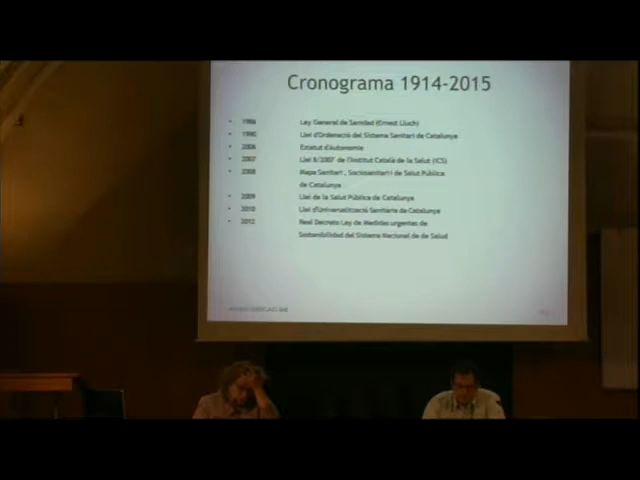 Cronograma 1914-2015
• 1986 Ley General de Sanidad (Ernest Lluch)
• 1990 Llei d'Ordenació del Sistema Sanitari de Catalunya
• 2006 Estatut d'Autonomia
• 2007 Llei 8/2007 de l'Institut Català de la Salut (ICS)
• 2008 Mapa Sanitari, Sociosanitari i de Salut Pública
de Catalunya
• 2009 Llei de la Salut Pública de Catalunya
• 2010 Llei d'Universalització Sanitaria de Catalunya
• 2012 Real Decreto Ley de Medidas urgentes de
Sostenibilidad del Sistema Nacional de de Salud